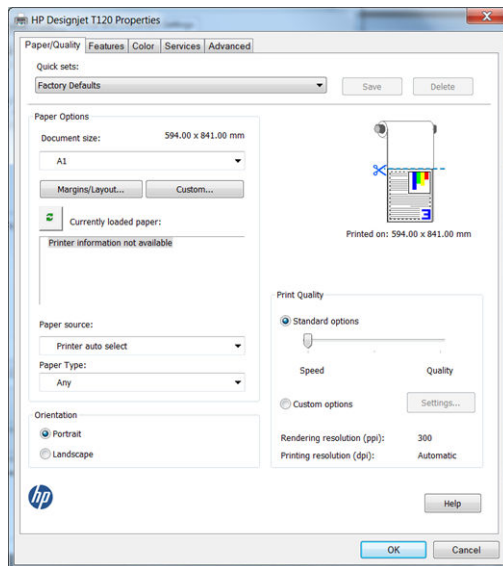 HP Designjet T120 Properties
Paper/Quality Features Color Services Advanced
Quick sets:
Factory Defaults
Save Delete
Paper Options
Document size: 594.00 x 841.00 mm
A1
Margins/Layout... Custom...
Currently loaded paper:
Printer information not available
Paper source:
Printer auto select
Paper Type:
Any
Orientation
Portrait
Landscape
3
Printed on: 594.00 x 841.00 mm
Print Quality
Standard options
Speed Quality
Custom options Settings...
Rendering resolution (ppi): 300
Printing resolution (dpi): Automatic
hp
Help
OK Cancel